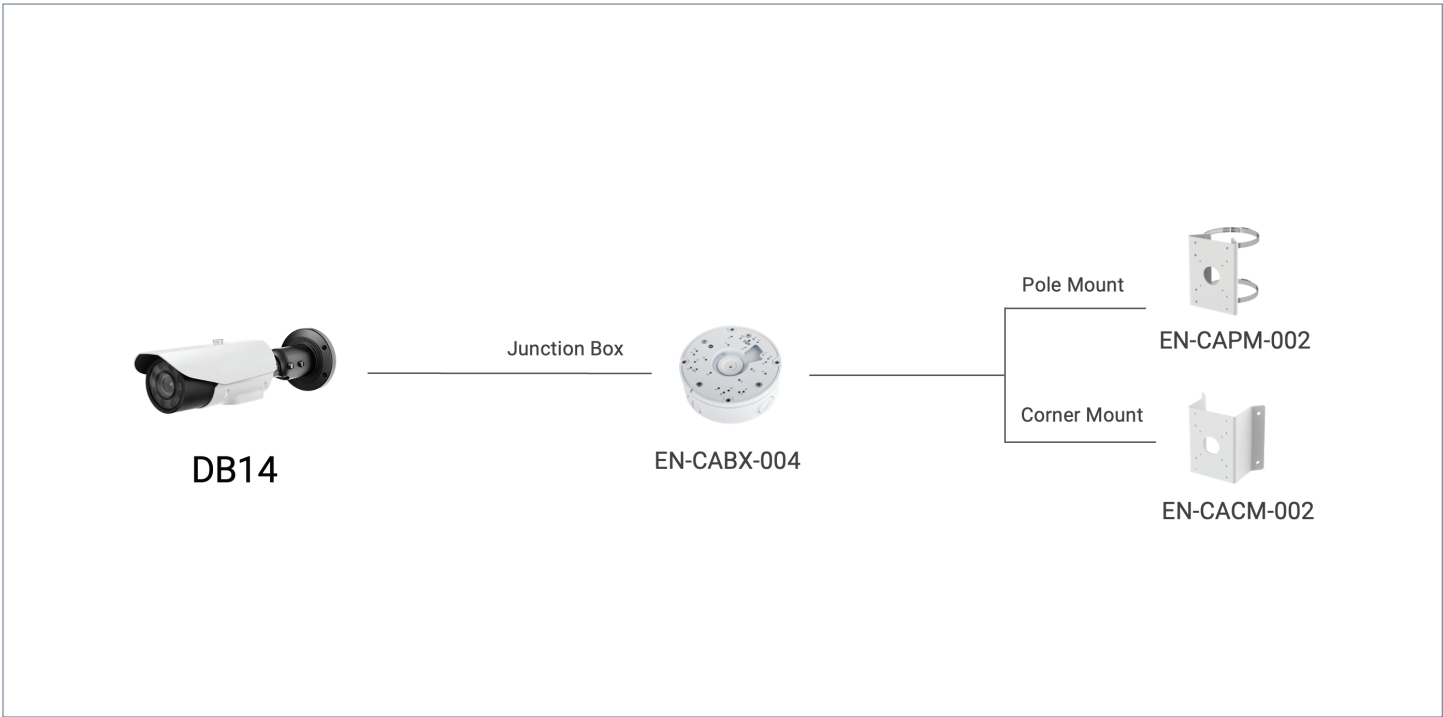 Pole Mount
EN-CAPM-002
Junction Box
Corner Mount
DB14
EN-CABX-004
EN-CACM-002